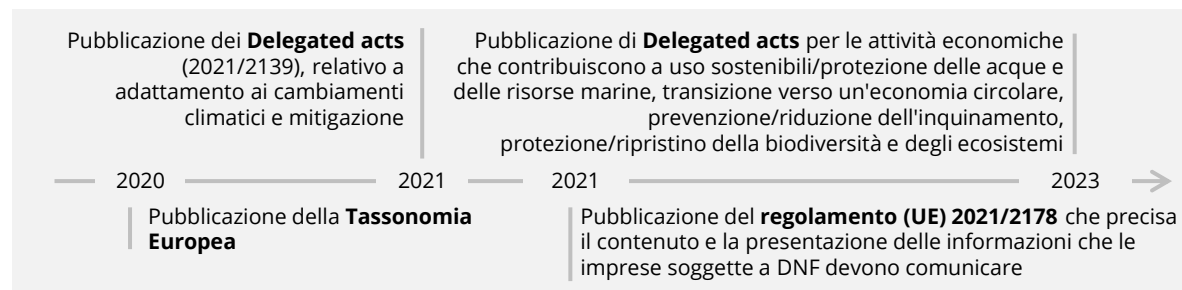 Pubblicazione dei Delegated acts
(2021/2139), relativo a
adattamento ai cambiamenti
climatici e mitigazione
Pubblicazione di Delegated acts per le attività economiche
che contribuiscono a uso sostenibili/protezione delle acque e
delle risorse marine, transizione verso un'economia circolare,
prevenzione/riduzione dell'inquinamento,
protezione/ripristino della biodiversità e degli ecosistemi
2020 2021 2021 2023
Pubblicazione della Tassonomia
Europea
Pubblicazione del regolamento (UE) 2021/2178 che precisa
il contenuto e la presentazione delle informazioni che le
imprese soggette a DNF devono comunicare